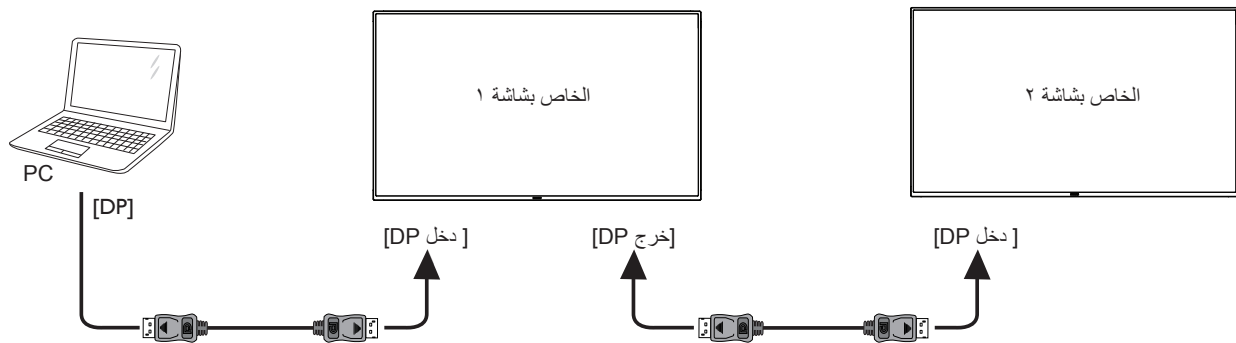 الخاص بشاشة ١
الخاص بشاشة ٢
PC
[DP]
[دخل DP ]
[خرج DP]
[دخل DP ]